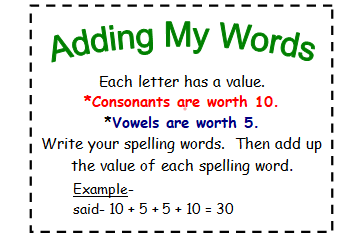 Adding My Words
Each letter has a value.
*Consonants are worth 10.
*Vowels are worth 5.
Write your spelling words. Then add up
the value of each spelling word.
Example-
said- 10 + 5 + 5 + 10 = 30